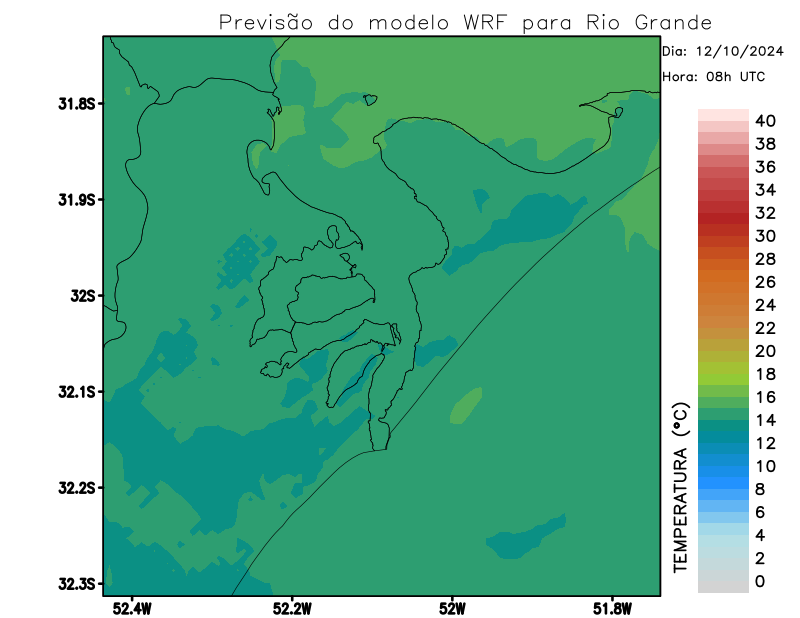 Previsão do modelo WRF para Rio Grande
Dia: 12/10/2024
Hora: 08h UTC
31.8S
31.9S
32S
32.1S
32.2S
32.3S
52.4W
52.2W
52W
51.8W
TEMPERATURA (°C)
40
38
36
34
32
30
28
26
24
22
20
18
16
14
12
10
8
6
4
2
0